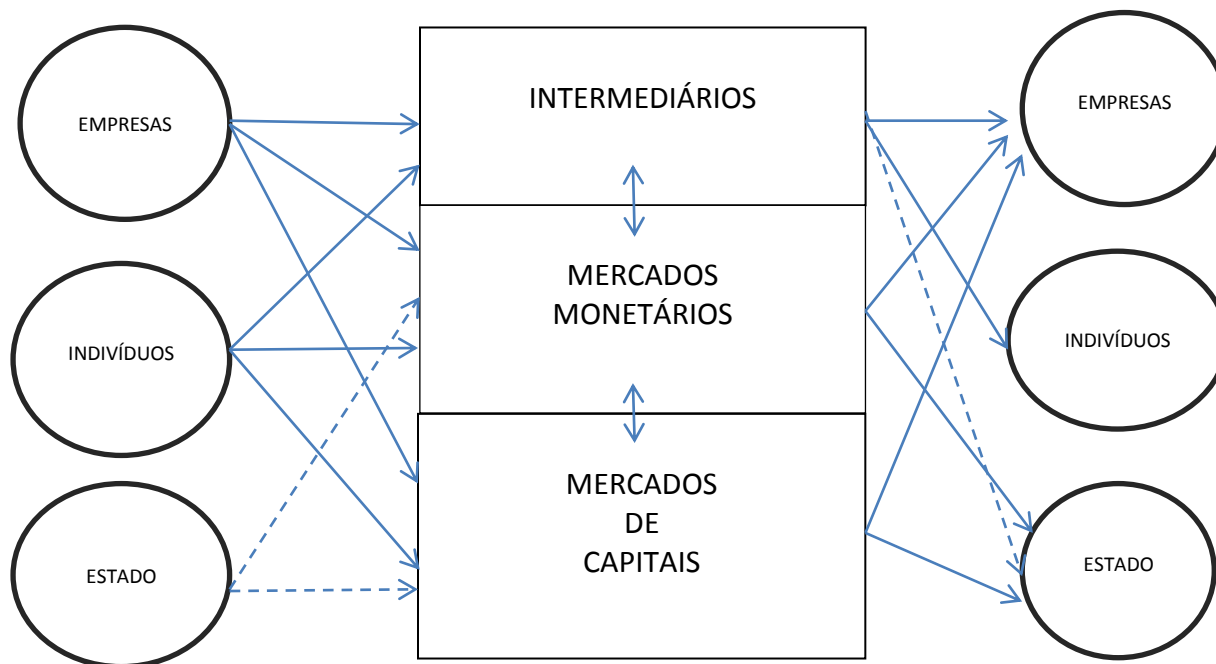 EMPRESAS
INDIVÍDUOS
ESTADO
INTERMEDIÁRIOS
MERCADOS
MONETÁRIOS
MERCADOS
DE
CAPITAIS
EMPRESAS
INDIVÍDUOS
ESTADO